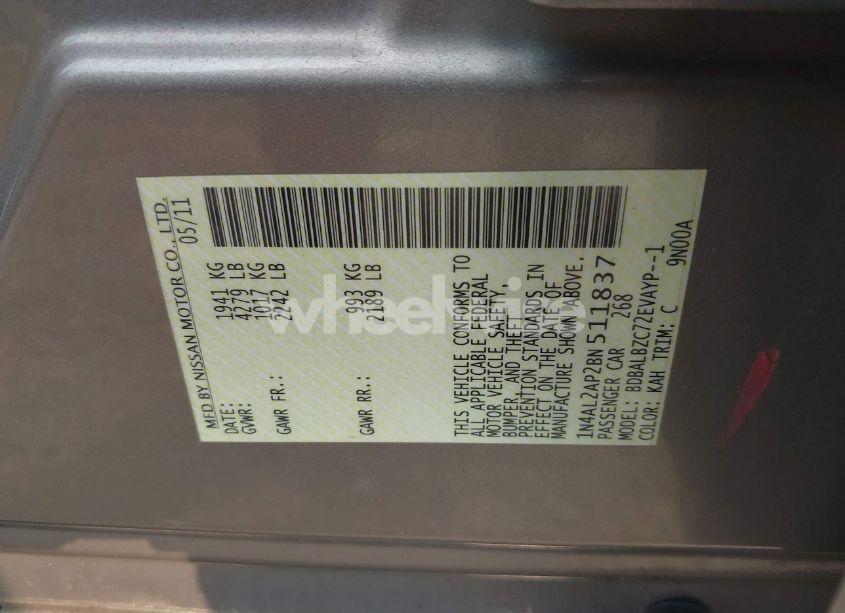 MFD BY NISSAN MOTOR CO., LTD.
DATE: 05/11
GVWR: 1941 KG
4279 LB
GAWR FR.: 1017 KG
2242 LB
GAWR RR.: 993 KG
2189 LB
THIS VEHICLE CONFORMS TO
ALL APPLICABLE FEDERAL
MOTOR VEHICLE SAFETY,
BUMPER, AND THEFT
PREVENTION STANDARDS IN
EFFECT ON THE DATE OF
MANUFACTURE SHOWN ABOVE.
1N4AL2AP2BN511837
PASSENGER CAR 268
MODEL: BDBALBZC72EVAYP--1
COLOR: KAH TRIM: C 9N00A